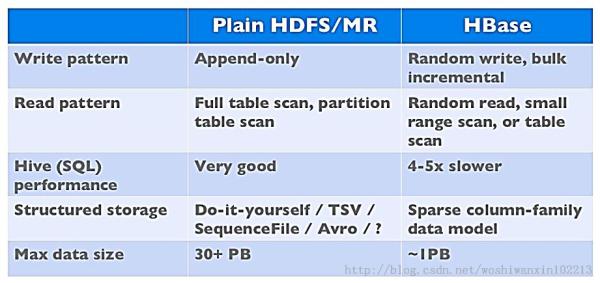 Plain HDFS/MR HBase
Write pattern Append-only Random write, bulk
incremental
Read pattern Full table scan, partition Random read, small
table scan range scan, or table
scan
Hive (SQL) Very good 4-5x slower
performance
Structured storage Do-it-yourself / TSV / Sparse column-family
SequenceFile / Avro / ? data model
Max data size 30+ PB ~1PB
http://blog.csdn.net/woshiwanxin102213